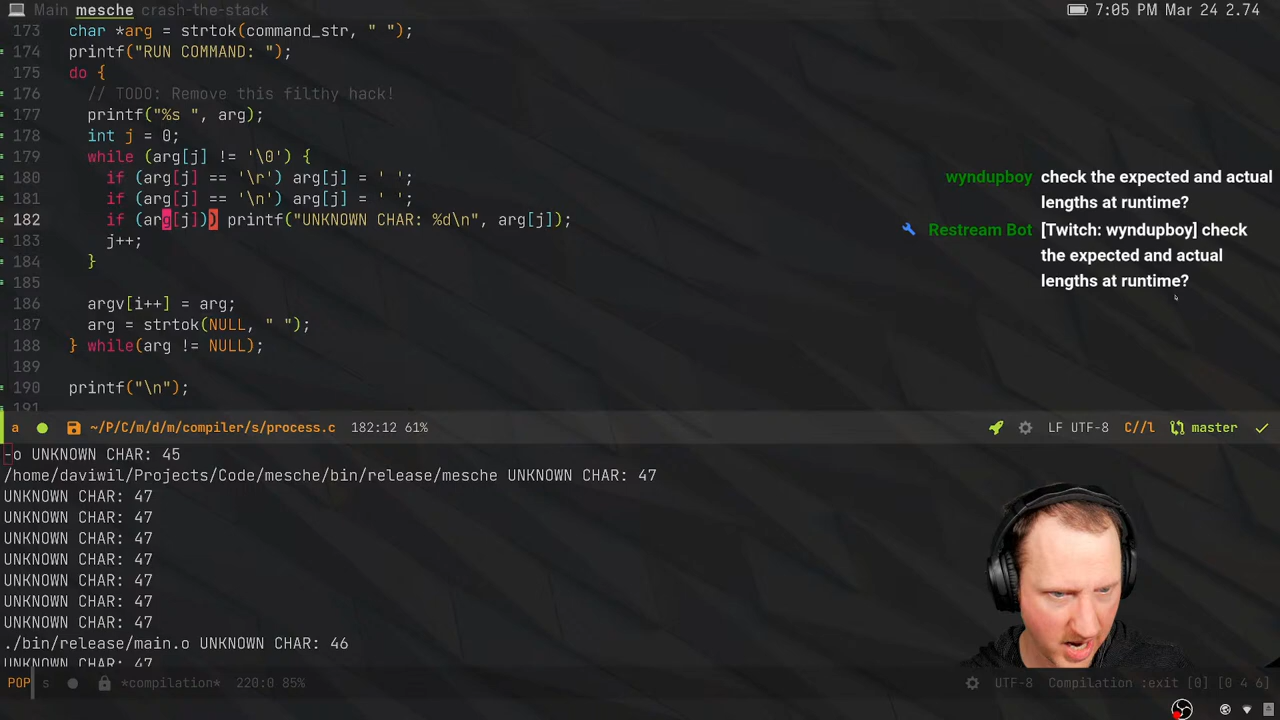 Main mesche crash-the-stack
7:05 PM Mar 24 2.74
173 char *arg = strtok(command_str, " ");
174 printf("RUN COMMAND: ");
175 do {
176 // TODO: Remove this filthy hack!
177 printf("%s ", arg);
178 int j = 0;
179 while (arg[j] != '\0') {
180 if (arg[j] == '\r') arg[j] = ' ';
181 if (arg[j] == '\n') arg[j] = ' ';
182 if (arg[j])) printf("UNKNOWN CHAR: %d\n", arg[j]);
183 j++;
184 }
185
186 argv[i++] = arg;
187 arg = strtok(NULL, " ");
188 } while(arg != NULL);
189
190 printf("\n");
191
wyndupboy check the expected and actual
lengths at runtime?
Restream Bot [Twitch: wyndupboy] check
the expected and actual
lengths at runtime?
a ~/P/C/m/d/m/compiler/s/process.c 182:12 61% LF UTF-8 C//l master
-o UNKNOWN CHAR: 45
/home/daviwil/Projects/Code/mesche/bin/release/mesche UNKNOWN CHAR: 47
UNKNOWN CHAR: 47
UNKNOWN CHAR: 47
UNKNOWN CHAR: 47
UNKNOWN CHAR: 47
UNKNOWN CHAR: 47
UNKNOWN CHAR: 47
UNKNOWN CHAR: 47
./bin/release/main.o UNKNOWN CHAR: 46
UNKNOWN CHAR: 47
POP s *compilation* 220:0 85% UTF-8 Compilation :exit [0] [0 4 6]